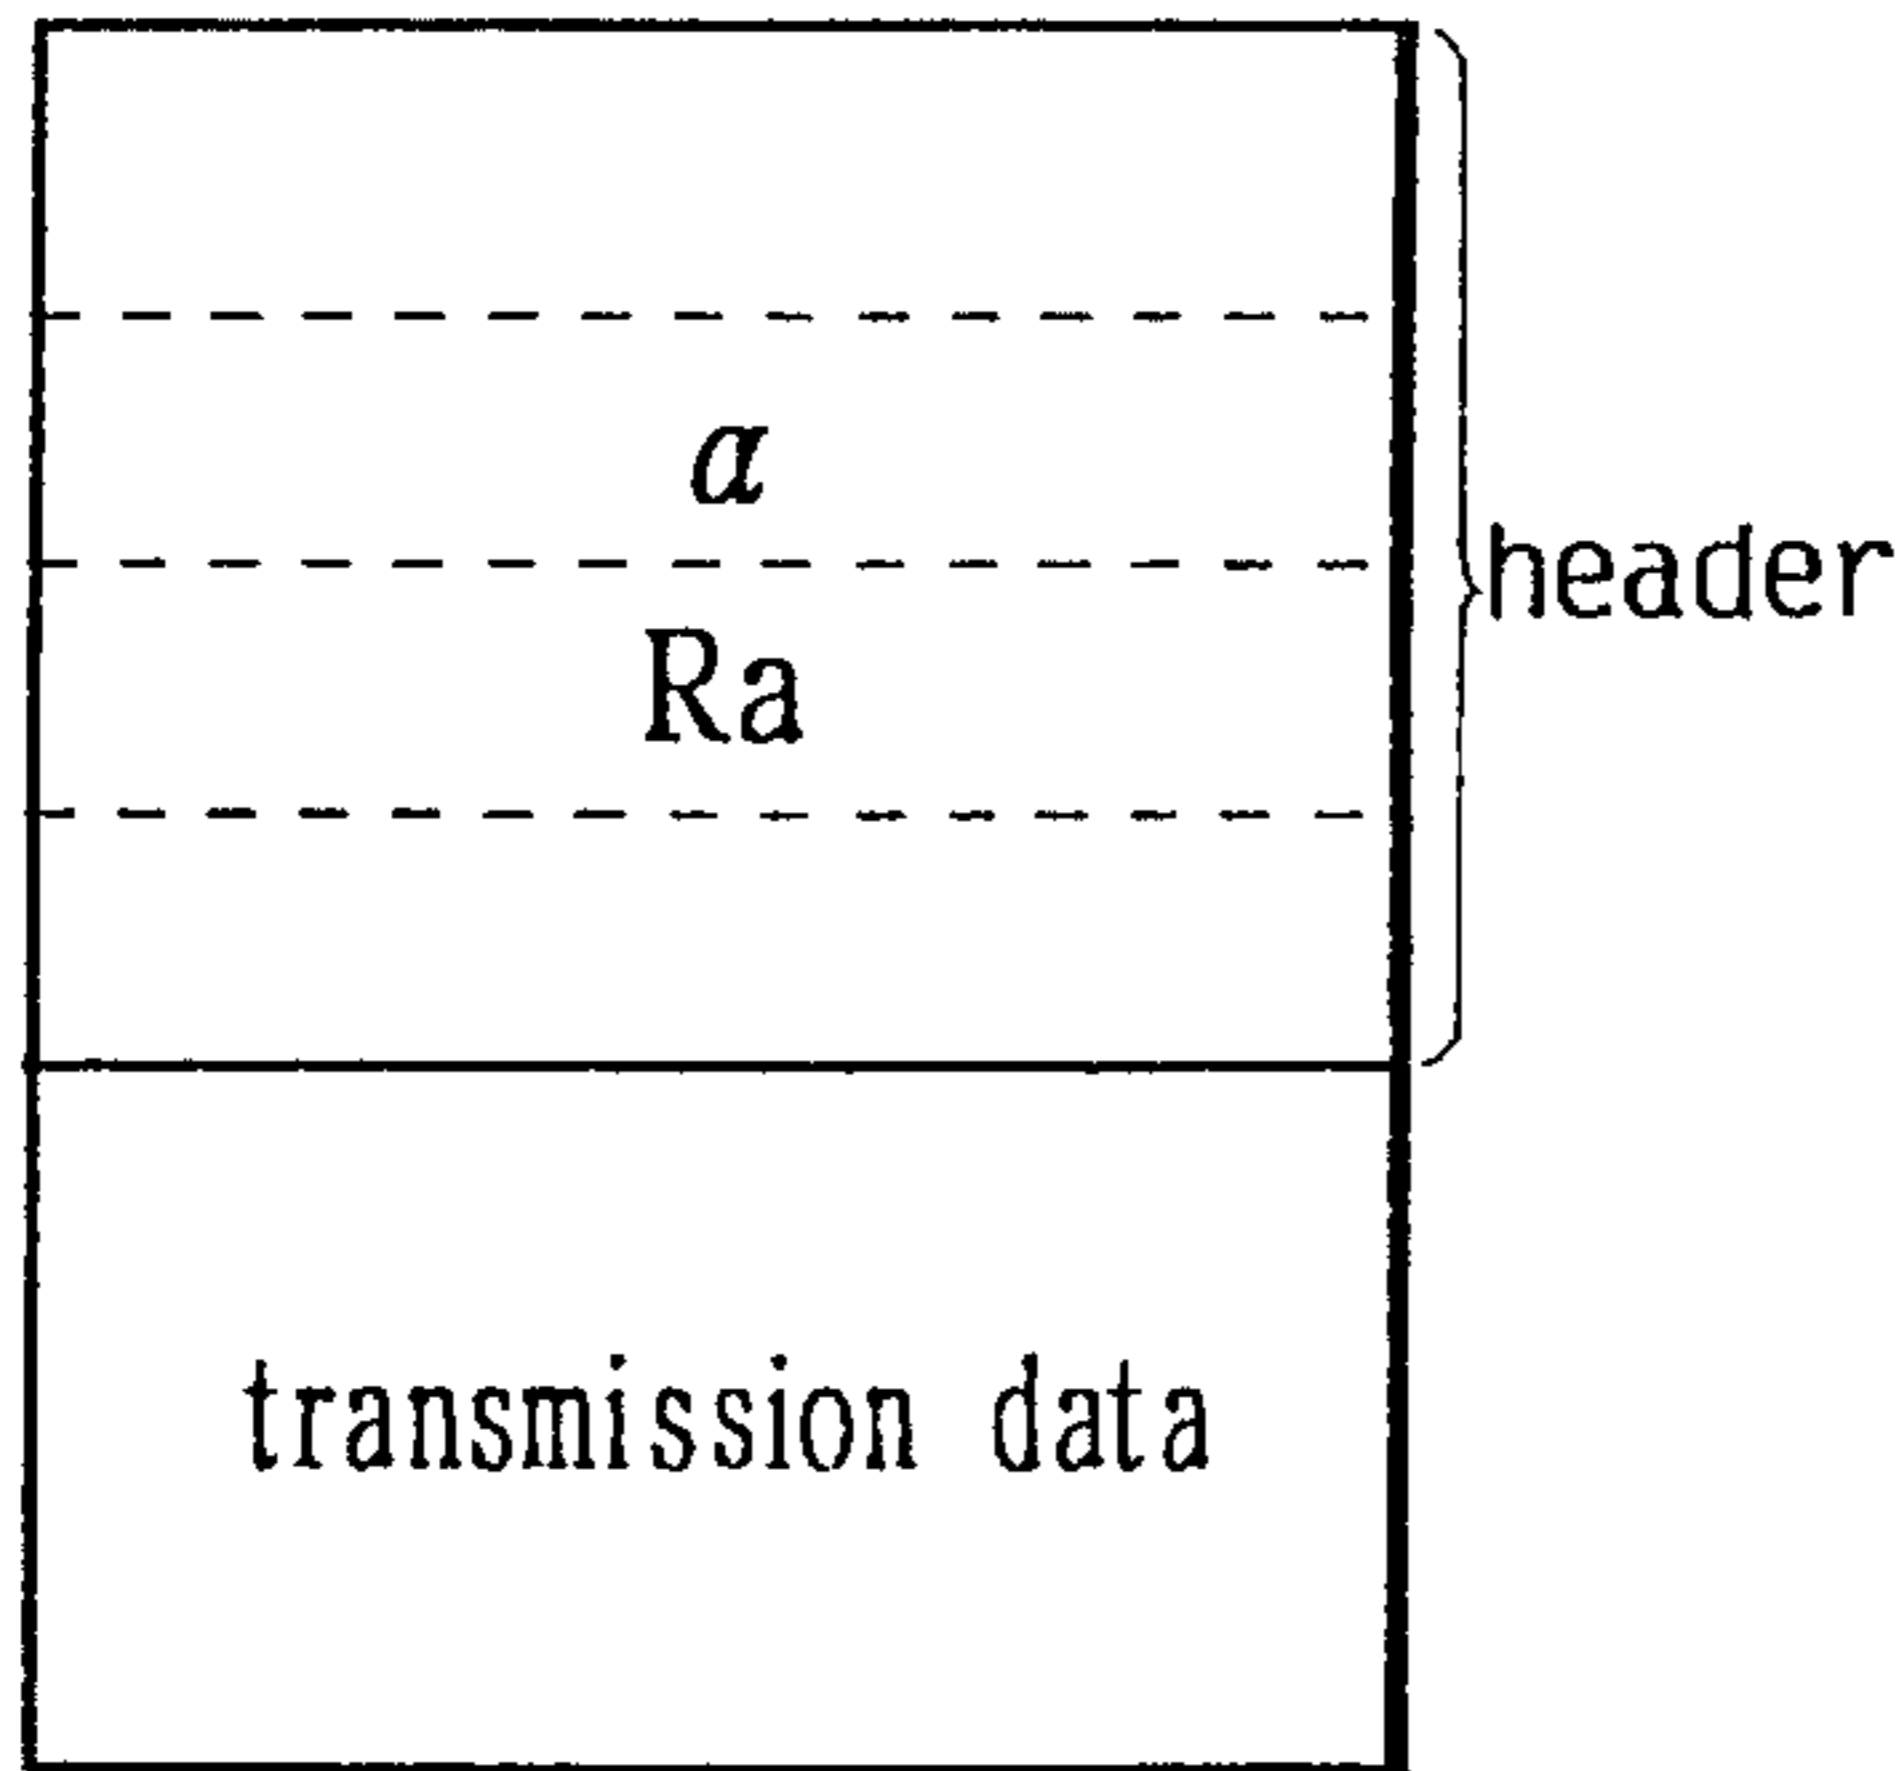 α
header
Ra
transmission data